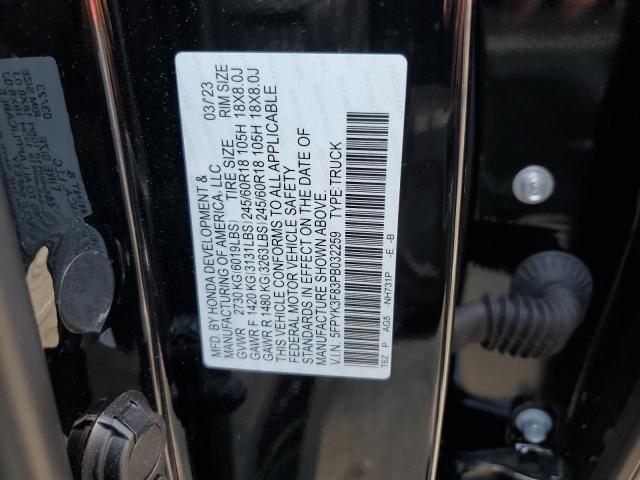 MFD. BY HONDA DEVELOPMENT & 03/23
MANUFACTURING OF AMERICA, LLC
TIRE SIZE RIM SIZE
GVWR 2730 KG(6019LBS)
GAWR F 1420 KG(3131LBS) 245/60R18 105H 18X8.0J
GAWR R 1480 KG(3263LBS) 245/60R18 105H 18X8.0J
THIS VEHICLE CONFORMS TO ALL APPLICABLE
FEDERAL MOTOR VEHICLE SAFETY
STANDARDS IN EFFECT ON THE DATE OF
MANUFACTURE SHOWN ABOVE.
V.I.N. 5FPYK3F83PB032259 TYPE: TRUCK
T6Z P AG5 -NH731P -E -B
03/23